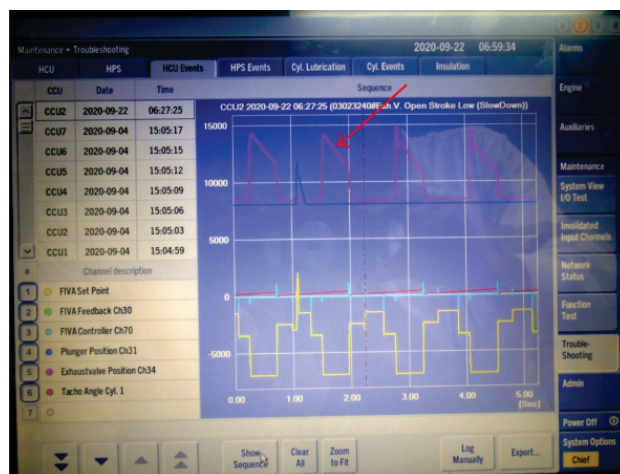 Maintenance • Troubleshooting
2020-09-22 06:59:34
HCU
HPS
HCU Events
HPS Events
Cyl. Lubrication
Cyl. Events
Insulation
CCU Date Time
CCU2 2020-09-22 06:27:25
CCU7 2020-09-04 15:05:17
CCU6 2020-09-04 15:05:15
CCU5 2020-09-04 15:05:12
CCU4 2020-09-04 15:05:09
CCU3 2020-09-04 15:05:06
CCU2 2020-09-04 15:05:03
CCU1 2020-09-04 15:04:59
# Channel description
1 FIVA Set Point
2 FIVA Feedback Ch30
3 FIVA Controller Ch70
4 Plunger Position Ch31
5 Exhaustvalve Position Ch34
6 Tacho Angle Cyl. 1
7
Sequence
CCU2 2020-09-22 06:27:25 Open Stroke Low (SlowDown))
15000
10000
5000
0
-5000
0.00 1.00 2.00 3.00 4.00 5.00
[Sec]
Show Sequence
Clear All
Zoom to Fit
Log Manually
Export...
Alarms
Engine
Auxiliaries
Maintenance
System View I/O Test
Invalidated Input Channels
Network Status
Function Test
Trouble-Shooting
Admin
Power Off
System Options
Chief